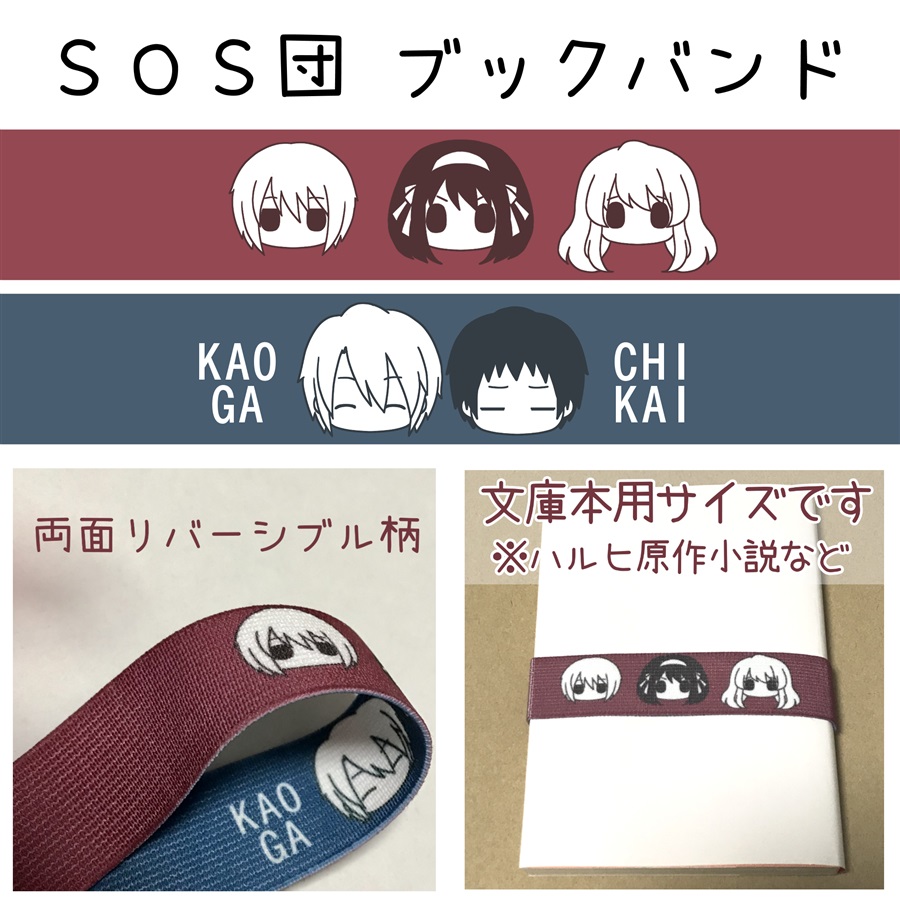 SOS団 ブックバンド
KAO
GA
CHI
KAI
両面リバーシブル柄
KAO
GA
文庫本用サイズです
※ハルヒ原作小説など